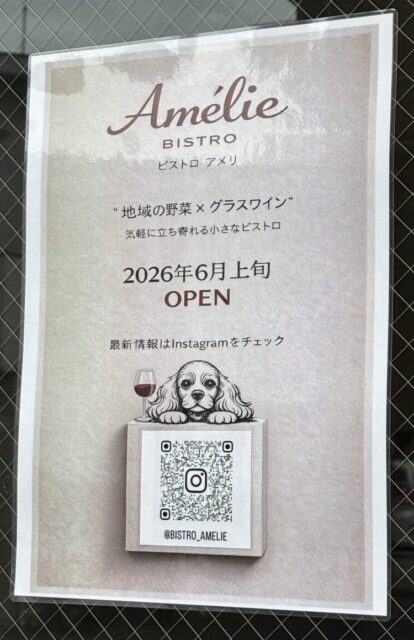 Amélie
BISTRO
ビストロ アメリ
“地域の野菜×グラスワイン”
気軽に立ち寄れる小さなビストロ
2026年6月上旬
OPEN
最新情報はInstagramをチェック
@BISTRO_AMELIE